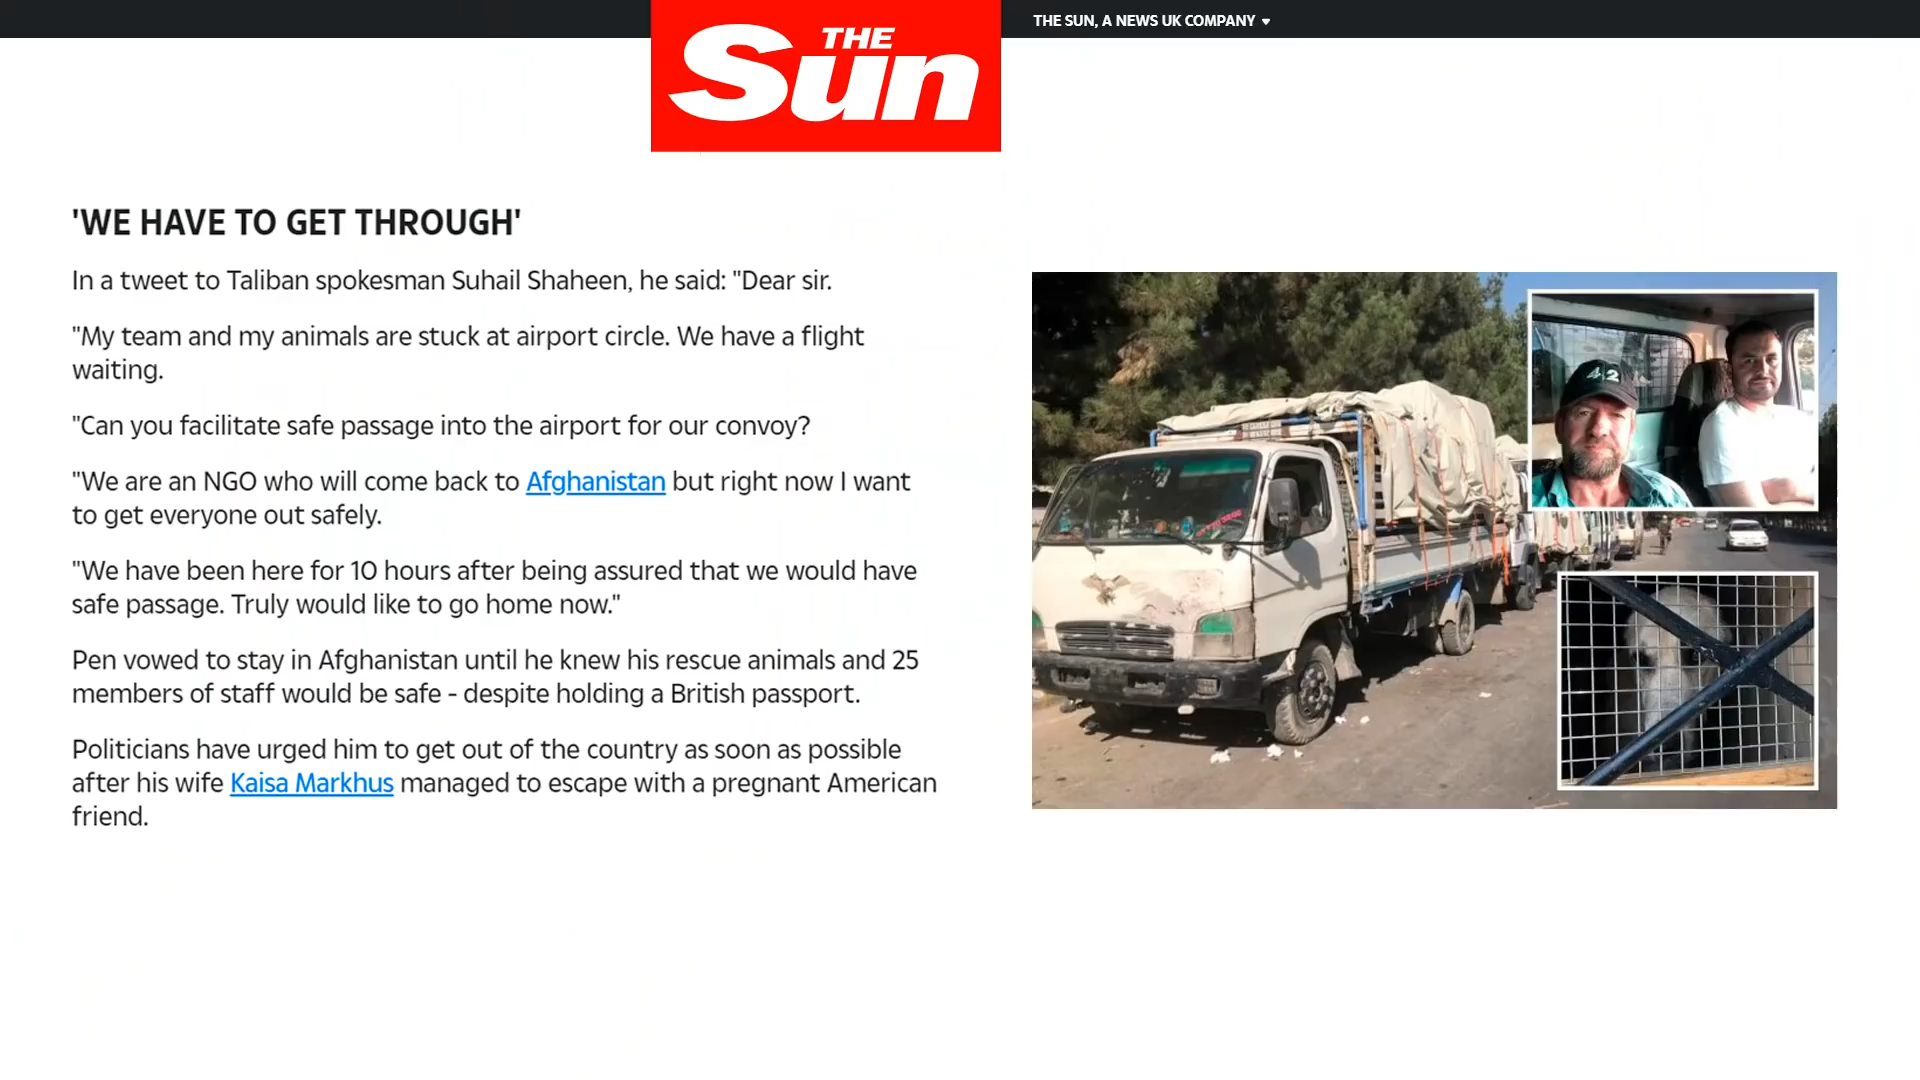 THE SUN, A NEWS UK COMPANY
THE
Sun
'WE HAVE TO GET THROUGH'
In a tweet to Taliban spokesman Suhail Shaheen, he said: "Dear sir.
"My team and my animals are stuck at airport circle. We have a flight
waiting.
"Can you facilitate safe passage into the airport for our convoy?
"We are an NGO who will come back to Afghanistan but right now I want
to get everyone out safely.
"We have been here for 10 hours after being assured that we would have
safe passage. Truly would like to go home now."
Pen vowed to stay in Afghanistan until he knew his rescue animals and 25
members of staff would be safe - despite holding a British passport.
Politicians have urged him to get out of the country as soon as possible
after his wife Kaisa Markhus managed to escape with a pregnant American
friend.
42